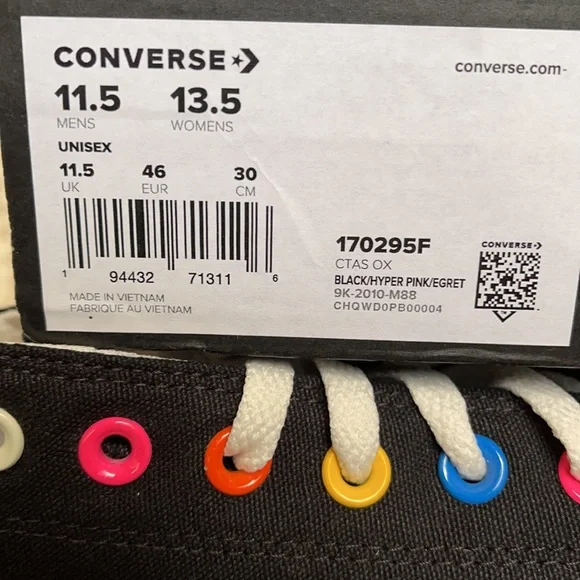 CONVERSE
converse.com-
11.5 13.5
MENS WOMENS
UNISEX
11.5 46 30
UK EUR CM
1 94432 71311 6
MADE IN VIETNAM
FABRIQUE AU VIETNAM
170295F
CTAS OX
BLACK/HYPER PINK/EGRET
9K-2010-M88
CHQWD0PB00004
CONVERSE